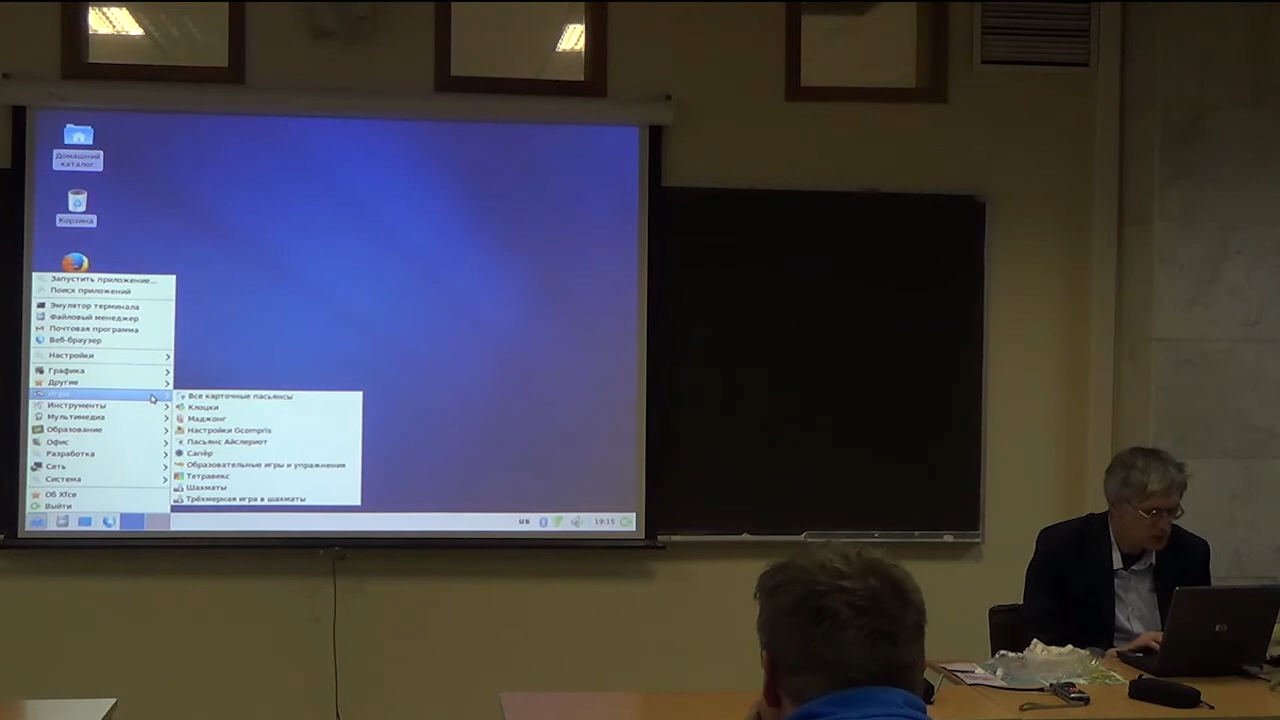 Домашний
каталог
Корзина
Запустить приложение...
Поиск приложений
Эмулятор терминала
Файловый менеджер
Почтовая программа
Веб-браузер
Настройки
Графика
Другие
Игры
Инструменты
Мультимедиа
Образование
Офис
Разработка
Сеть
Система
Об Xfce
Выйти
Все карточные пасьянсы
Клоцки
Маджонг
Настройки Gcompris
Пасьянс Айслериот
Сапёр
Образовательные игры и упражнения
Тетравекс
Шахматы
Трёхмерная игра в шахматы
us
19:15
hp